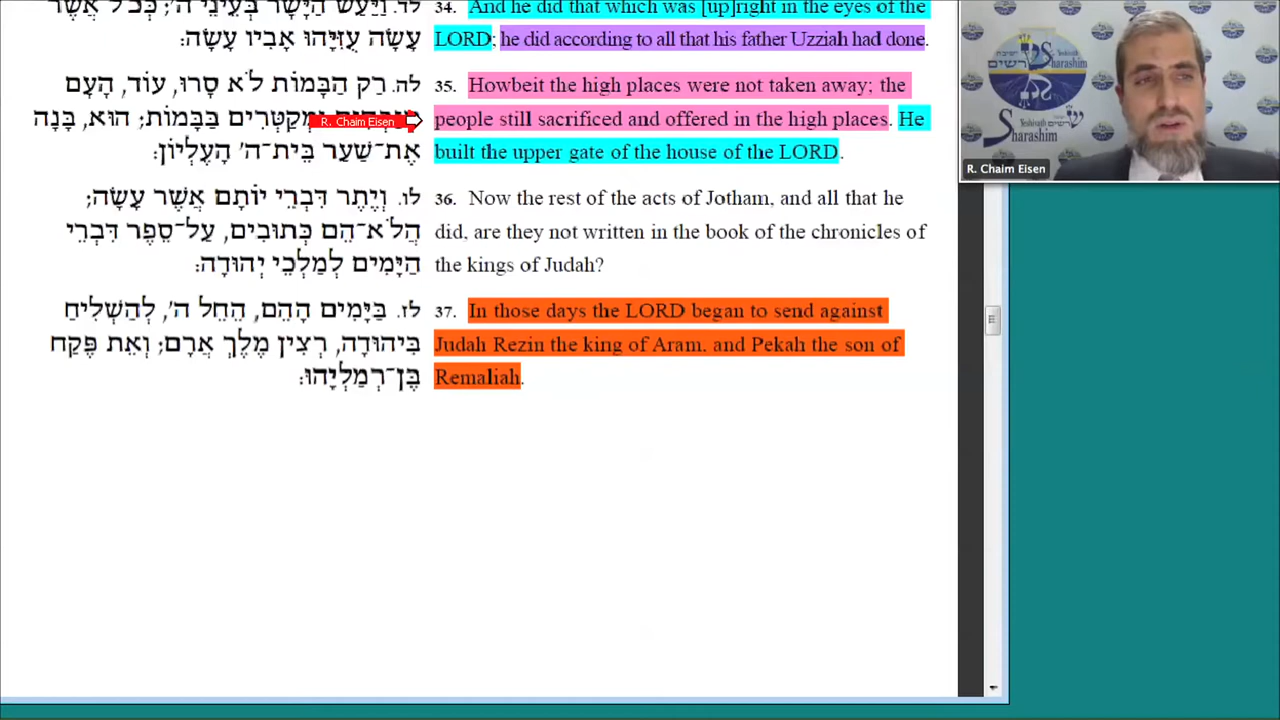 לד. וַיַּעַשׂ הַיָּשָׁר בְּעֵינֵי ה'; כְּכֹל אֲשֶׁר
עָשָׂה עֻזִּיָּהוּ אָבִיו עָשָׂה:
34. And he did that which was [up]right in the eyes of the
LORD; he did according to all that his father Uzziah had done.
לה. רַק הַבָּמוֹת לֹא סָרוּ, עוֹד, הָעָם
מְקַטְּרִים בַּבָּמוֹת; הוּא, בָּנָה
אֶת־שַׁעַר בֵּית־ה' הָעֶלְיוֹן:
35. Howbeit the high places were not taken away; the
people still sacrificed and offered in the high places. He
built the upper gate of the house of the LORD.
R. Chaim Eisen
לו. וְיֶתֶר דִּבְרֵי יוֹתָם אֲשֶׁר עָשָׂה;
הֲלֹא־הֵם כְּתוּבִים, עַל־סֵפֶר דִּבְרֵי
הַיָּמִים לְמַלְכֵי יְהוּדָה:
36. Now the rest of the acts of Jotham, and all that he
did, are they not written in the book of the chronicles of
the kings of Judah?
לז. בַּיָּמִים הָהֵם, הֵחֵל ה', לְהַשְׁלִיחַ
בִּיהוּדָה, רְצִין מֶלֶךְ אֲרָם; וְאֵת פֶּקַח
בֶּן־רְמַלְיָהוּ:
37. In those days the LORD began to send against
Judah Rezin the king of Aram, and Pekah the son of
Remaliah.
Yeshivath
Sharashim
R. Chaim Eisen